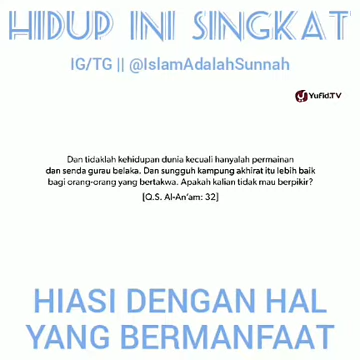 HIDUP INI SINGKAT
IG/TG || @IslamAdalahSunnah
Yufid.TV
Dan tidaklah kehidupan dunia kecuali hanyalah permainan
dan senda gurau belaka. Dan sungguh kampung akhirat itu lebih baik
bagi orang-orang yang bertakwa. Apakah kalian tidak mau berpikir?
[Q.S. Al-An'am: 32]
HIASI DENGAN HAL
YANG BERMANFAAT